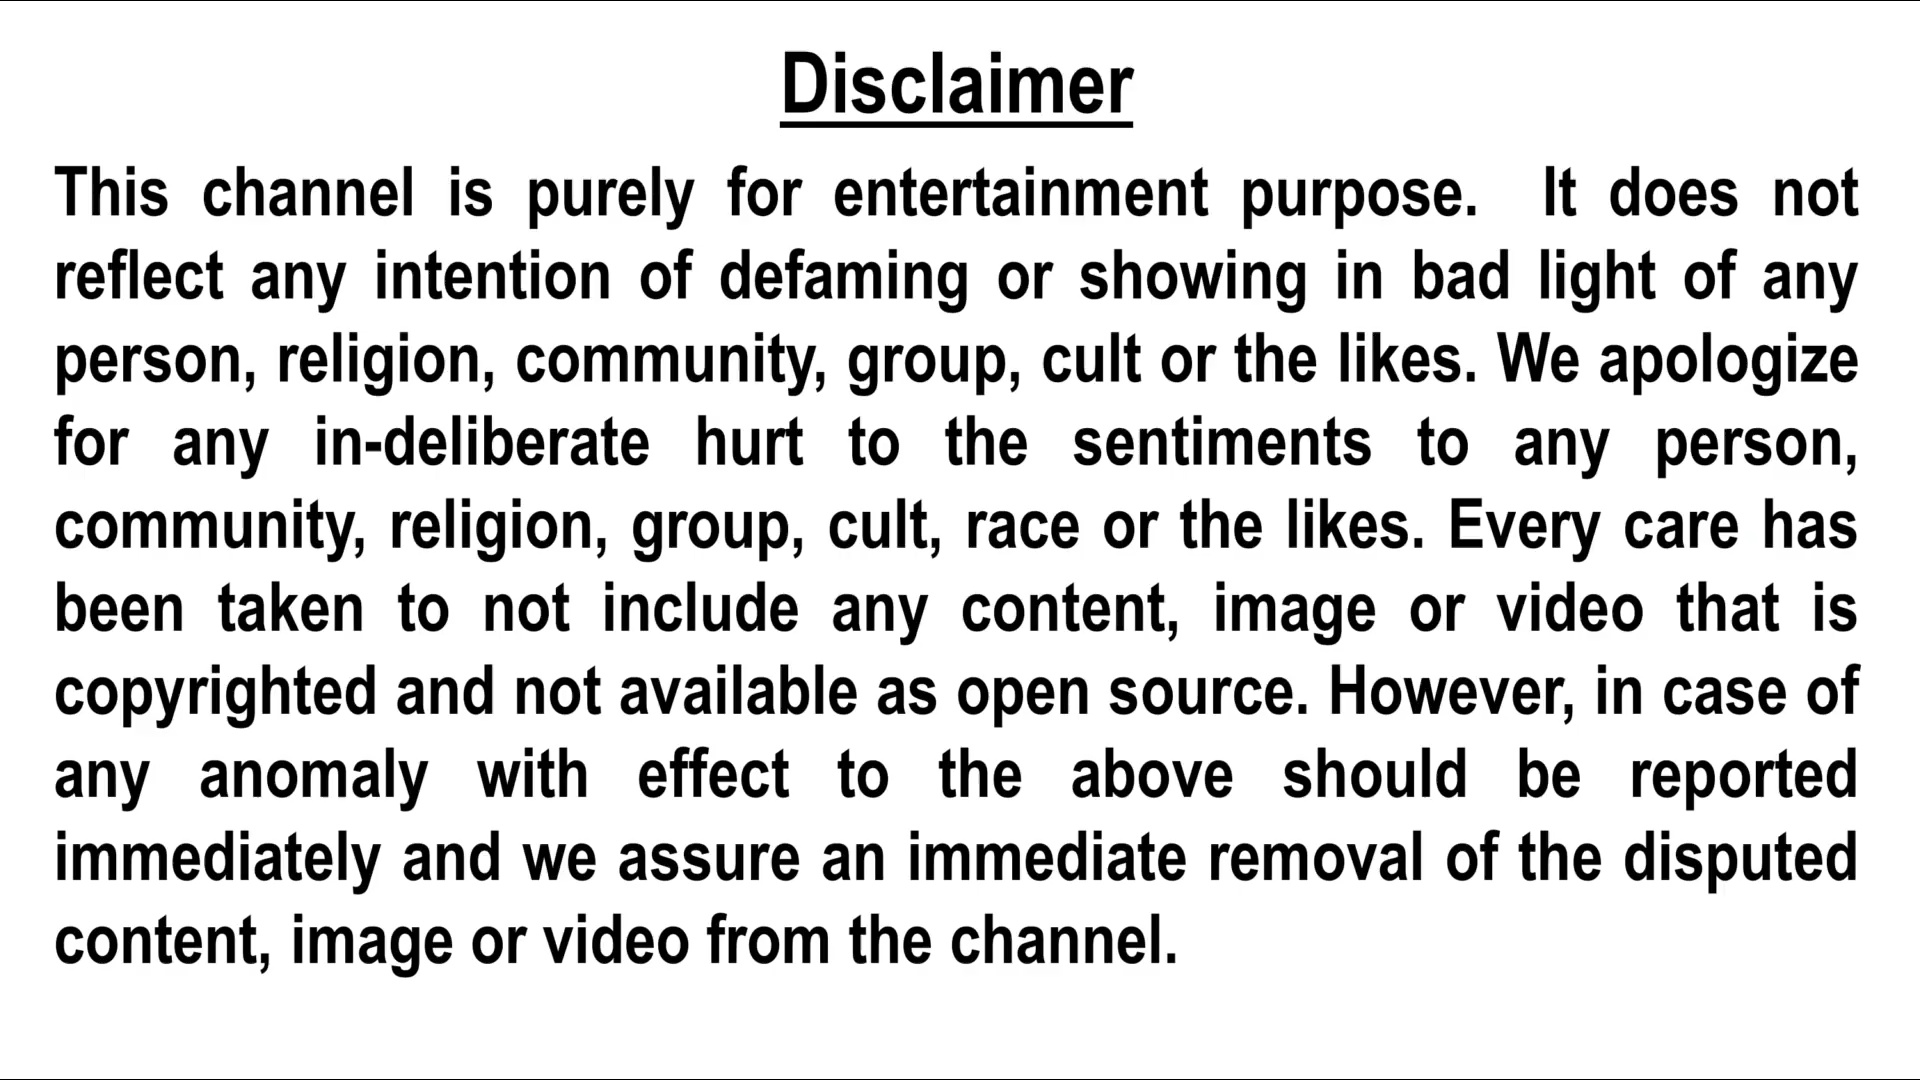 Disclaimer
This channel is purely for entertainment purpose. It does not
reflect any intention of defaming or showing in bad light of any
person, religion, community, group, cult or the likes. We apologize
for any in-deliberate hurt to the sentiments to any person,
community, religion, group, cult, race or the likes. Every care has
been taken to not include any content, image or video that is
copyrighted and not available as open source. However, in case of
any anomaly with effect to the above should be reported
immediately and we assure an immediate removal of the disputed
content, image or video from the channel.